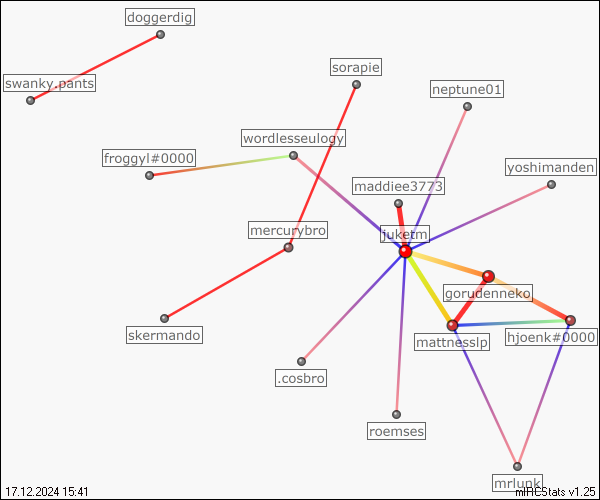 doggerdig
sorapie
swanky.pants
neptune01
wordlesseulogy
froggyl#0000
yoshimanden
maddiee3773
mercurybro
juketm
gorudenneko
skermando
hjoenk#0000
mattnesslp
.cosbro
roemses
mrlunk
17.12.2024 15:41
mIRCStats v1.25